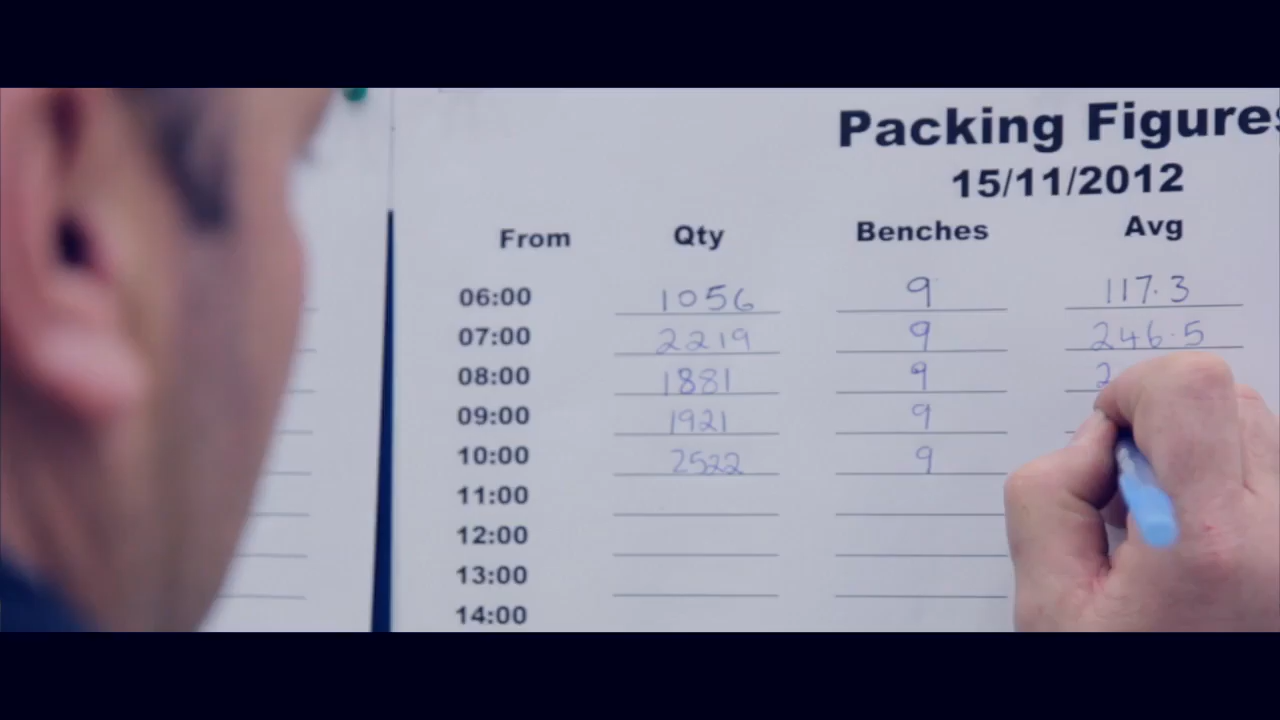 Packing Figures
15/11/2012
From Qty Benches Avg
06:00 1056 9 117.3
07:00 2219 9 246.5
08:00 1881 9 2
09:00 1921 9
10:00 2522 9
11:00
12:00
13:00
14:00